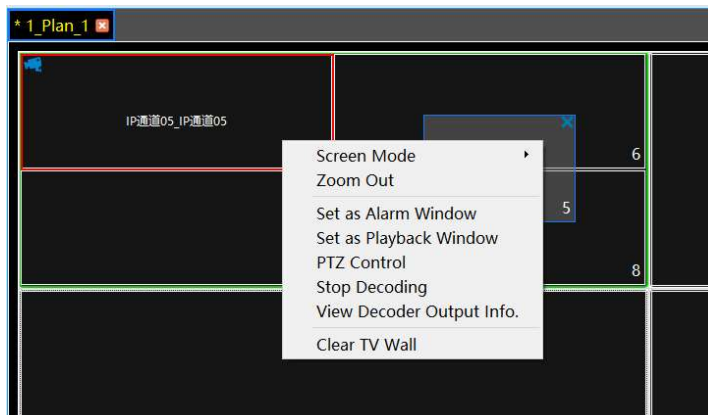 * 1_Plan_1
IP通道05_IP通道05
6
5
8
Screen Mode
Zoom Out
Set as Alarm Window
Set as Playback Window
PTZ Control
Stop Decoding
View Decoder Output Info.
Clear TV Wall